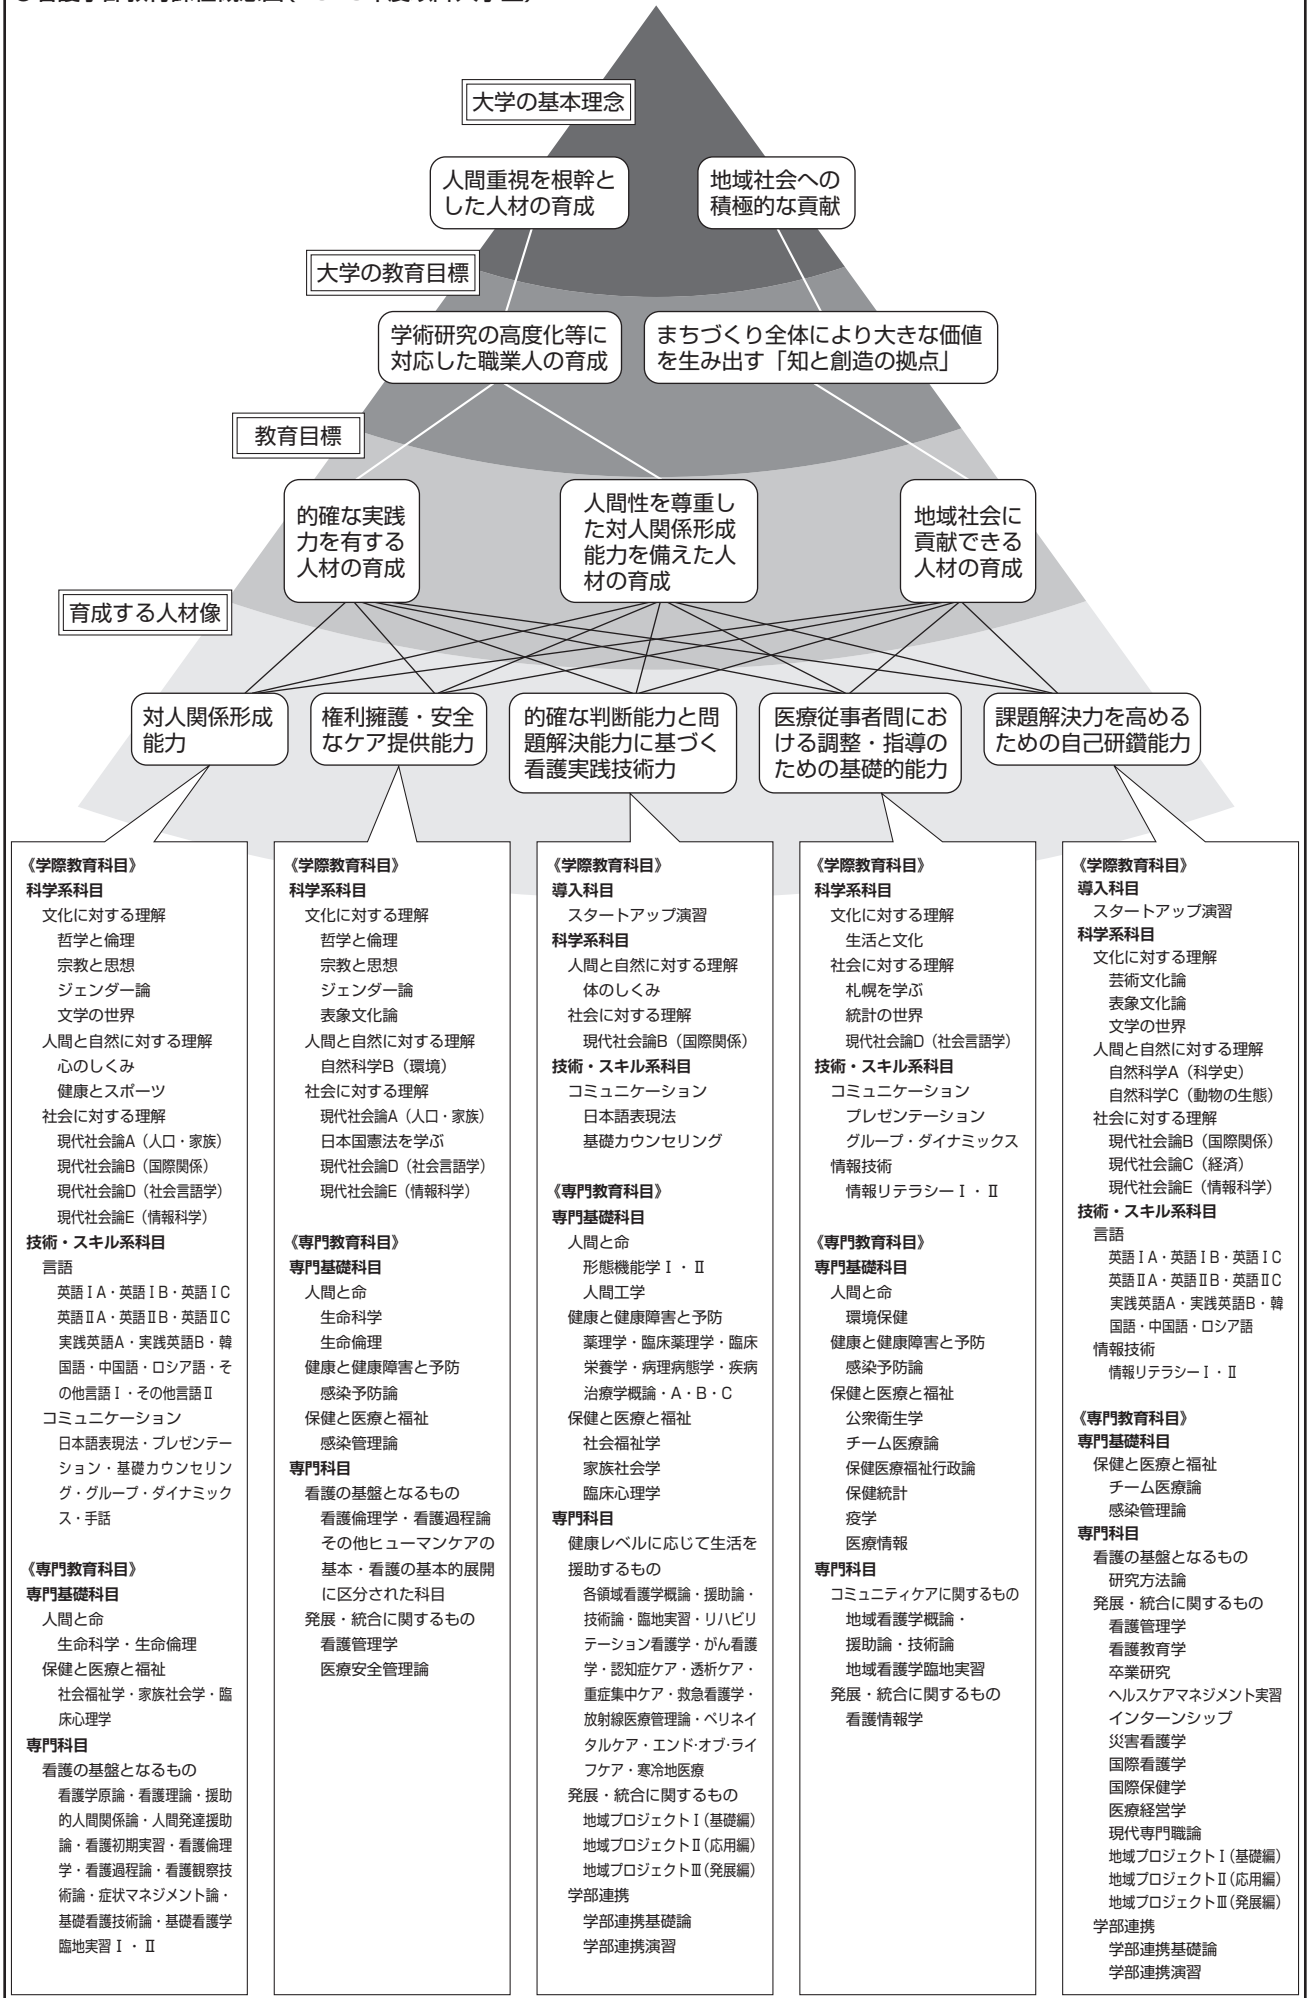 大学の基本理念
人間重視を根幹と
した人材の育成
地域社会への
積極的な貢献
大学の教育目標
学術研究の高度化等に
対応した職業人の育成
まちづくり全体により大きな価値
を生み出す「知と創造の拠点」
教育目標
的確な実践
力を有する
人材の育成
人間性を尊重し
た対人関係形成
能力を備えた人
材の育成
地域社会に
貢献できる
人材の育成
育成する人材像
対人関係形成
能力
権利擁護・安全
なケア提供能力
的確な判断能力と問
題解決能力に基づく
看護実践技術力
医療従事者間にお
ける調整・指導の
ための基礎的能力
課題解決力を高める
ための自己研鑽能力
《学際教育科目》
科学系科目
文化に対する理解
哲学と倫理
宗教と思想
ジェンダー論
文学の世界
人間と自然に対する理解
心のしくみ
健康とスポーツ
社会に対する理解
現代社会論A（人口・家族）
現代社会論B（国際関係）
現代社会論D（社会言語学）
現代社会論E（情報科学）
技術・スキル系科目
言語
英語ⅠA・英語ⅠB・英語ⅠC
英語ⅡA・英語ⅡB・英語ⅡC
実践英語A・実践英語B・韓
国語・中国語・ロシア語・そ
の他言語Ⅰ・その他言語Ⅱ
コミュニケーション
日本語表現法・プレゼンテー
ション・基礎カウンセリン
グ・グループ・ダイナミック
ス・手話
《専門教育科目》
専門基礎科目
人間と命
生命科学・生命倫理
保健と医療と福祉
社会福祉学・家族社会学・臨
床心理学
専門科目
看護の基盤となるもの
看護学原論・看護理論・援助
的人間関係論・人間発達援助
論・看護初期実習・看護倫理
学・看護過程論・看護観察技
術論・症状マネジメント論・
基礎看護技術論・基礎看護学
臨地実習Ⅰ・Ⅱ
《学際教育科目》
科学系科目
文化に対する理解
哲学と倫理
宗教と思想
ジェンダー論
表象文化論
人間と自然に対する理解
自然科学B（環境）
社会に対する理解
現代社会論A（人口・家族）
日本国憲法を学ぶ
現代社会論D（社会言語学）
現代社会論E（情報科学）
《専門教育科目》
専門基礎科目
人間と命
生命科学
生命倫理
健康と健康障害と予防
感染予防論
保健と医療と福祉
感染管理論
専門科目
看護の基盤となるもの
看護倫理学・看護過程論
その他ヒューマンケアの
基本・看護の基本的展開
に区分された科目
発展・統合に関するもの
看護管理学
医療安全管理論
《学際教育科目》
導入科目
スタートアップ演習
科学系科目
人間と自然に対する理解
体のしくみ
社会に対する理解
現代社会論B（国際関係）
技術・スキル系科目
コミュニケーション
日本語表現法
基礎カウンセリング
《専門教育科目》
専門基礎科目
人間と命
形態機能学Ⅰ・Ⅱ
人間工学
健康と健康障害と予防
薬理学・臨床薬理学・臨床
栄養学・病理病態学・疾病
治療学概論・A・B・C
保健と医療と福祉
社会福祉学
家族社会学
臨床心理学
専門科目
健康レベルに応じて生活を
援助するもの
各領域看護学概論・援助論・
技術論・臨地実習・リハビリ
テーション看護学・がん看護
学・認知症ケア・透析ケア・
重症集中ケア・救急看護学・
放射線医療管理論・ペリネイ
タルケア・エンド・オブ・ライ
フケア・寒冷地医療
発展・統合に関するもの
地域プロジェクトⅠ（基礎編）
地域プロジェクトⅡ（応用編）
地域プロジェクトⅢ（発展編）
学部連携
学部連携基礎論
学部連携演習
《学際教育科目》
科学系科目
文化に対する理解
生活と文化
社会に対する理解
札幌を学ぶ
統計の世界
現代社会論D（社会言語学）
技術・スキル系科目
コミュニケーション
プレゼンテーション
グループ・ダイナミックス
情報技術
情報リテラシーⅠ・Ⅱ
《専門教育科目》
専門基礎科目
人間と命
環境保健
健康と健康障害と予防
感染予防論
保健と医療と福祉
公衆衛生学
チーム医療論
保健医療福祉行政論
保健統計
疫学
医療情報
専門科目
コミュニティケアに関するもの
地域看護学概論・
援助論・技術論
地域看護学臨地実習
発展・統合に関するもの
看護情報学
《学際教育科目》
導入科目
スタートアップ演習
科学系科目
文化に対する理解
芸術文化論
表象文化論
文学の世界
人間と自然に対する理解
自然科学A（科学史）
自然科学C（動物の生態）
社会に対する理解
現代社会論B（国際関係）
現代社会論C（経済）
現代社会論E（情報科学）
技術・スキル系科目
言語
英語ⅠA・英語ⅠB・英語ⅠC
英語ⅡA・英語ⅡB・英語ⅡC
実践英語A・実践英語B・韓
国語・中国語・ロシア語
情報技術
情報リテラシーⅠ・Ⅱ
《専門教育科目》
専門基礎科目
保健と医療と福祉
チーム医療論
感染管理論
専門科目
看護の基盤となるもの
研究方法論
発展・統合に関するもの
看護管理学
看護教育学
卒業研究
ヘルスケアマネジメント実習
インターンシップ
災害看護学
国際看護学
国際保健学
医療経営学
現代専門職論
地域プロジェクトⅠ（基礎編）
地域プロジェクトⅡ（応用編）
地域プロジェクトⅢ（発展編）
学部連携
学部連携基礎論
学部連携演習